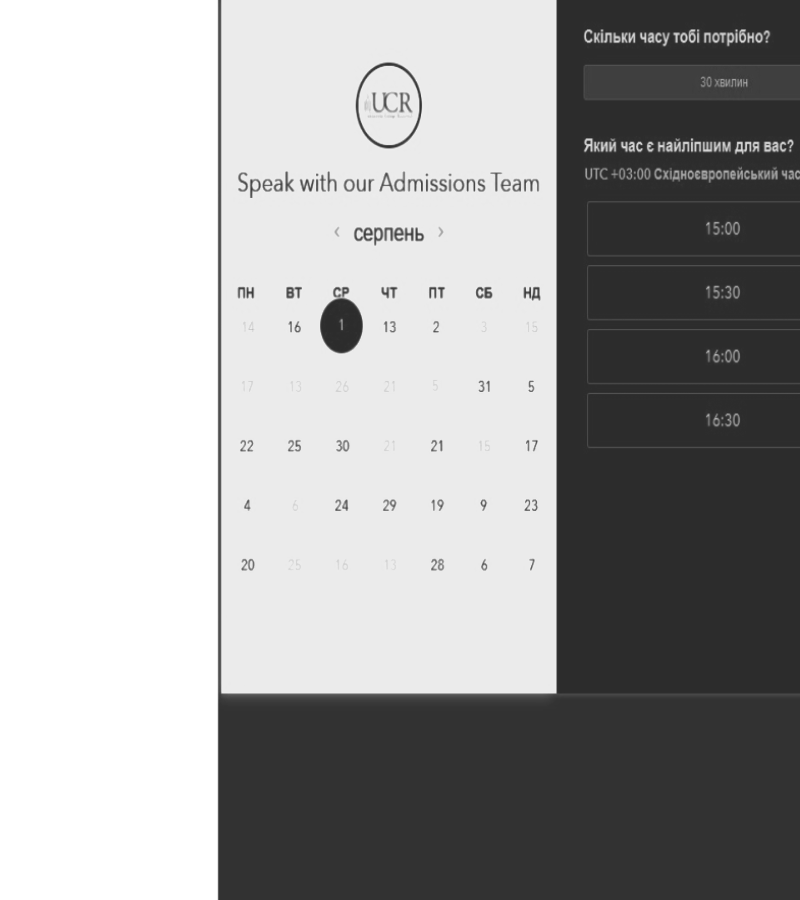 UCR
Speak with our Admissions Team
‹ серпень ›
ПН ВТ СР ЧТ ПТ СБ НД
14 16 1 13 2 3 15
17 13 26 21 5 31 5
22 25 30 21 21 15 17
4 6 24 29 19 9 23
20 25 16 13 28 6 7
Скільки часу тобі потрібно?
30 хвилин
Який час є найліпшим для вас?
UTC +03:00 Східноєвропейський час
15:00
15:30
16:00
16:30